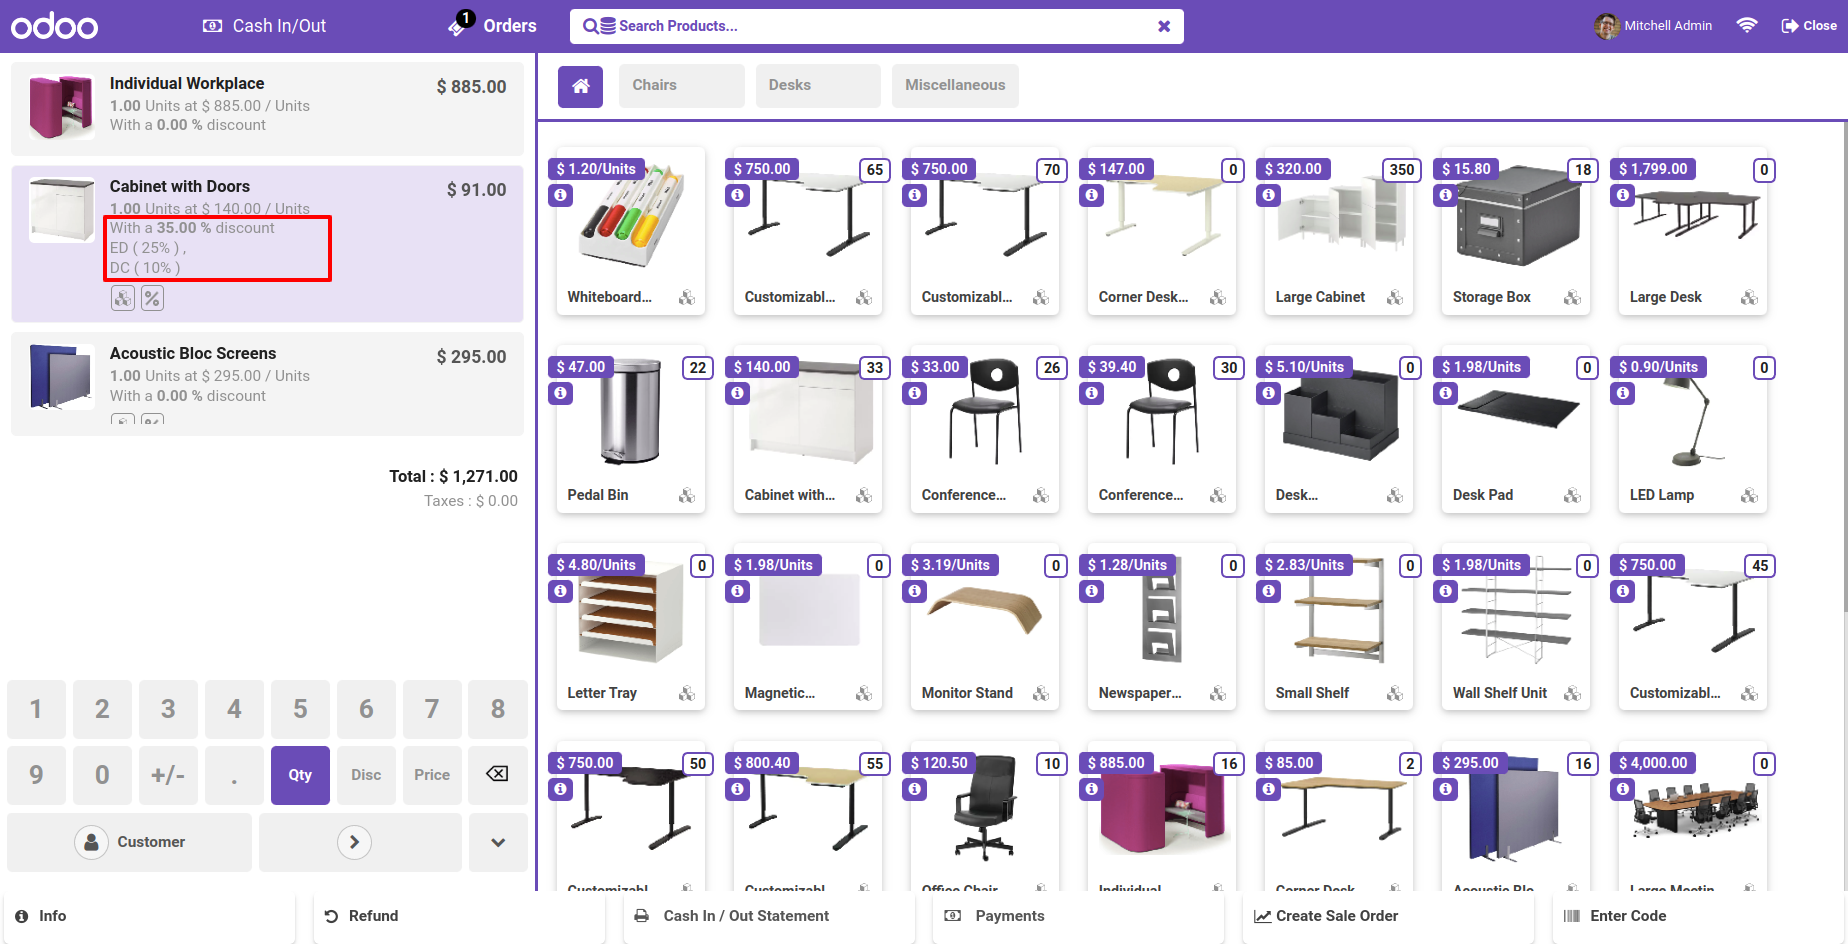 odoo
Cash In/Out
1
Orders
Search Products...
Mitchell Admin
Close
Individual Workplace
$ 885.00
1.00 Units at $ 885.00 / Units
With a 0.00 % discount
Cabinet with Doors
$ 91.00
1.00 Units at $ 140.00 / Units
With a 35.00 % discount
ED ( 25% ) ,
DC ( 10% )
Acoustic Bloc Screens
$ 295.00
1.00 Units at $ 295.00 / Units
With a 0.00 % discount
Total : $ 1,271.00
Taxes : $ 0.00
1 2 3 4 5 6 7 8
9 0 +/- . Qty Disc Price
Customer
Chairs
Desks
Miscellaneous
$ 1.20/Units
$ 750.00 65
$ 750.00 70
$ 147.00 0
$ 320.00 350
$ 15.80 18
$ 1,799.00 0
Whiteboard...
Customizabl...
Customizabl...
Corner Desk...
Large Cabinet
Storage Box
Large Desk
$ 47.00 22
$ 140.00 33
$ 33.00 26
$ 39.40 30
$ 5.10/Units 0
$ 1.98/Units 0
$ 0.90/Units 0
Pedal Bin
Cabinet with...
Conference...
Conference...
Desk...
Desk Pad
LED Lamp
$ 4.80/Units 0
$ 1.98/Units 0
$ 3.19/Units 0
$ 1.28/Units 0
$ 2.83/Units 0
$ 1.98/Units 0
$ 750.00 45
Letter Tray
Magnetic...
Monitor Stand
Newspaper...
Small Shelf
Wall Shelf Unit
Customizabl...
$ 750.00 50
$ 800.40 55
$ 120.50 10
$ 885.00 16
$ 85.00 2
$ 295.00 16
$ 4,000.00 0
Customizabl...
Customizabl...
Office Chair
Individual
Corner Desk
Acoustic Blo...
Large Meetin...
Info
Refund
Cash In / Out Statement
Payments
Create Sale Order
Enter Code